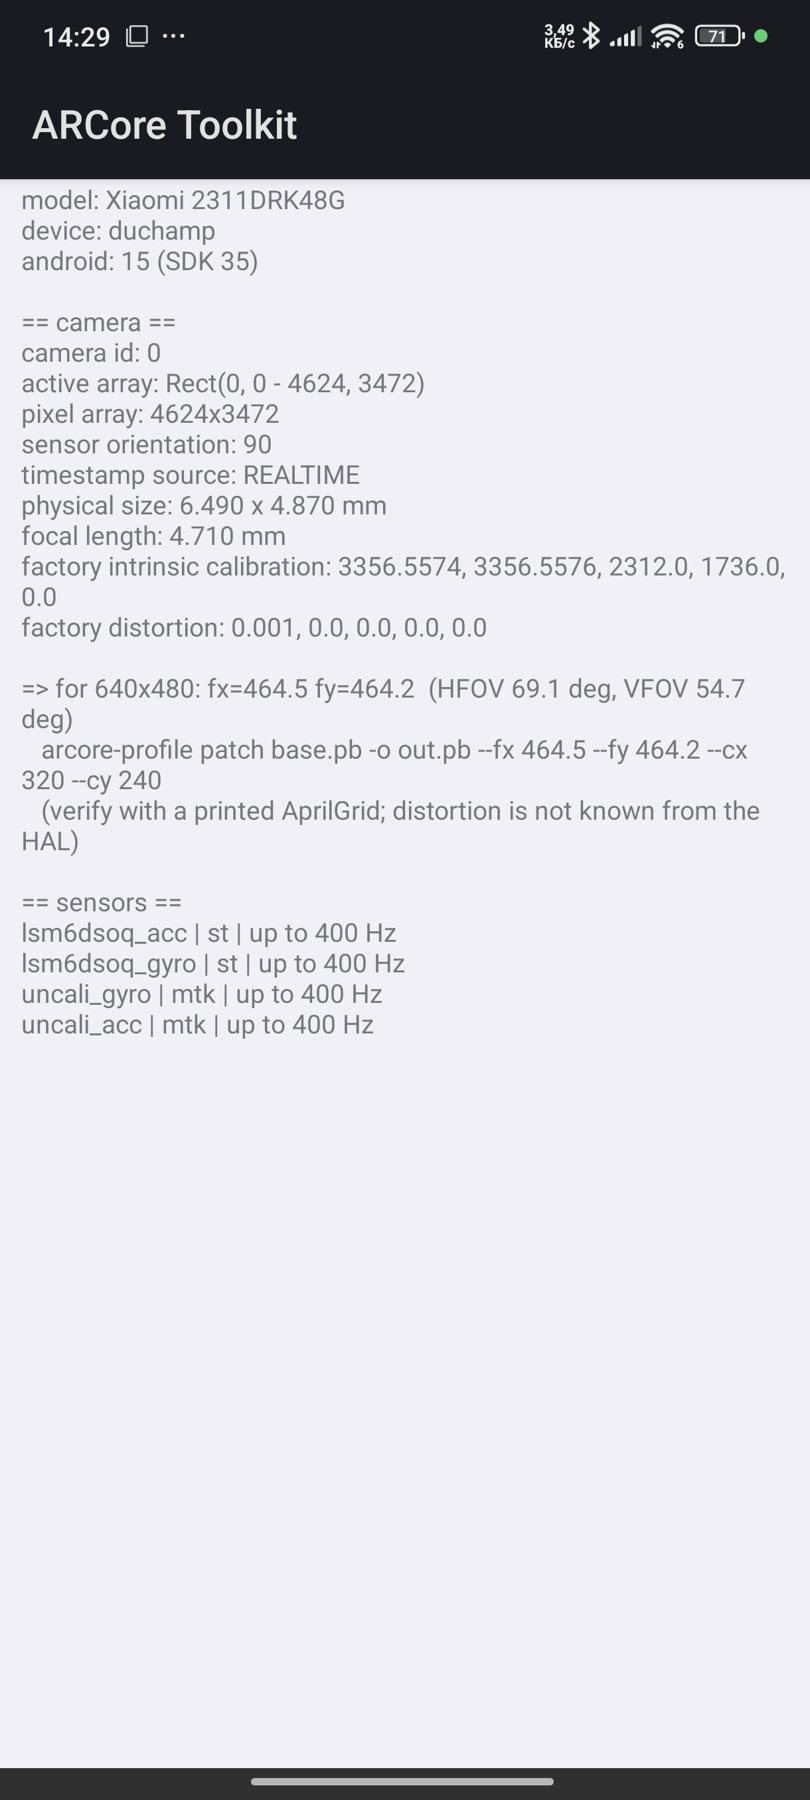 14:29
3,49
КБ/с
6
71
ARCore Toolkit
model: Xiaomi 2311DRK48G
device: duchamp
android: 15 (SDK 35)
== camera ==
camera id: 0
active array: Rect(0, 0 - 4624, 3472)
pixel array: 4624x3472
sensor orientation: 90
timestamp source: REALTIME
physical size: 6.490 x 4.870 mm
focal length: 4.710 mm
factory intrinsic calibration: 3356.5574, 3356.5576, 2312.0, 1736.0,
0.0
factory distortion: 0.001, 0.0, 0.0, 0.0, 0.0
=> for 640x480: fx=464.5 fy=464.2  (HFOV 69.1 deg, VFOV 54.7
deg)
arcore-profile patch base.pb -o out.pb --fx 464.5 --fy 464.2 --cx
320 --cy 240
(verify with a printed AprilGrid; distortion is not known from the
HAL)
== sensors ==
lsm6dsoq_acc | st | up to 400 Hz
lsm6dsoq_gyro | st | up to 400 Hz
uncali_gyro | mtk | up to 400 Hz
uncali_acc | mtk | up to 400 Hz